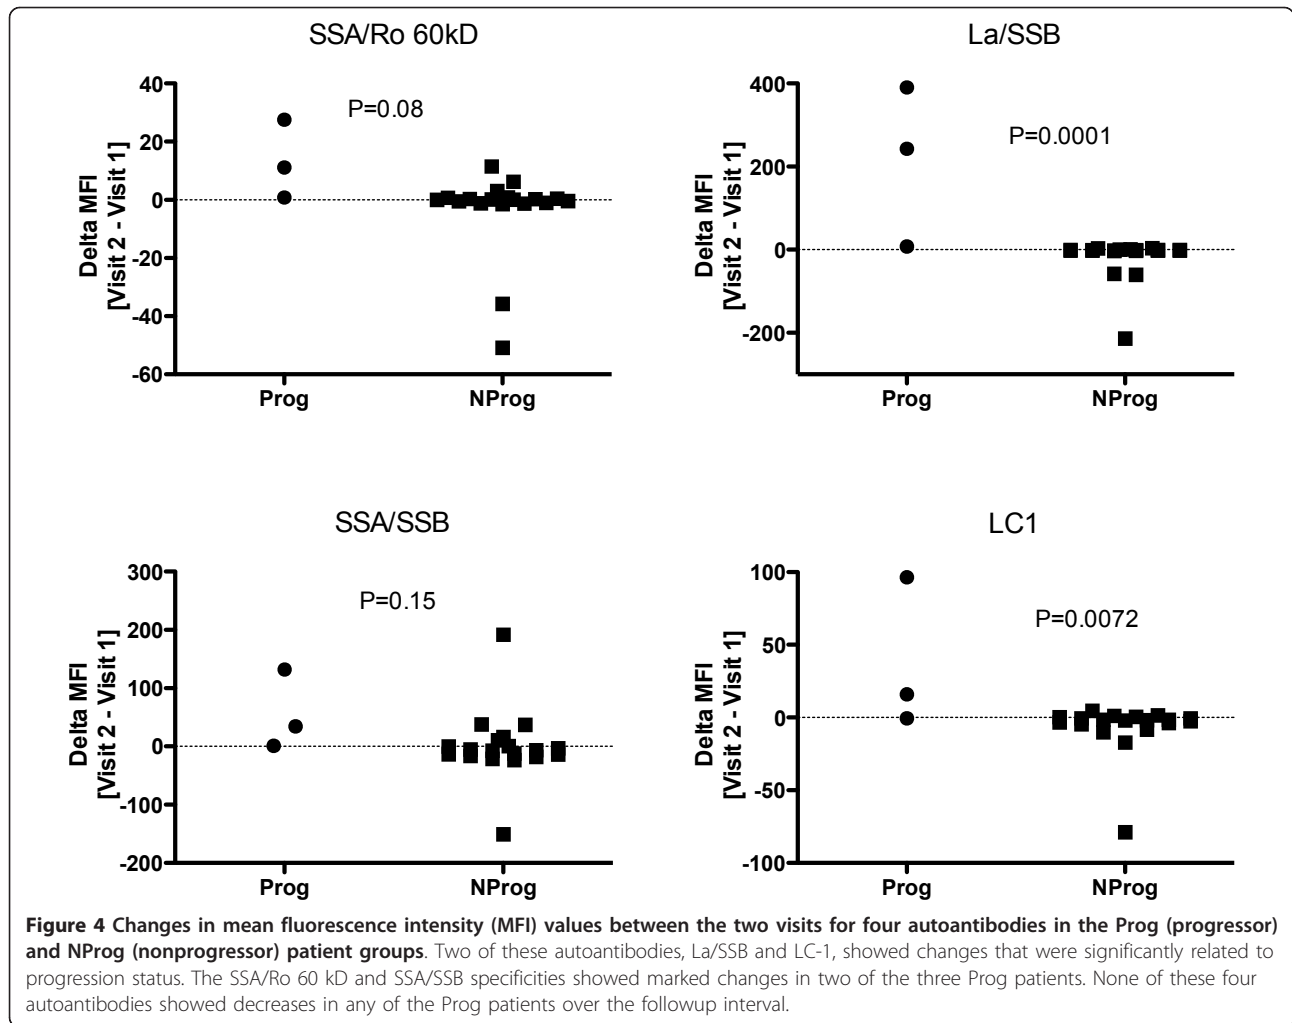 SSA/Ro 60kD
40
20
0
-20
-40
-60
Delta MFI
[Visit 2 - Visit 1]
P=0.08
Prog
NProg
La/SSB
400
200
0
-200
Delta MFI
[Visit 2 - Visit 1]
P=0.0001
Prog
NProg
SSA/SSB
300
200
100
0
-100
-200
Delta MFI
[Visit 2 - Visit 1]
P=0.15
Prog
NProg
LC1
100
50
0
-50
-100
Delta MFI
[Visit 2 - Visit 1]
P=0.0072
Prog
NProg
Figure 4 Changes in mean fluorescence intensity (MFI) values between the two visits for four autoantibodies in the Prog (progressor)
and NProg (nonprogressor) patient groups. Two of these autoantibodies, La/SSB and LC-1, showed changes that were significantly related to
progression status. The SSA/Ro 60 kD and SSA/SSB specificities showed marked changes in two of the three Prog patients. None of these four
autoantibodies showed decreases in any of the Prog patients over the followup interval.